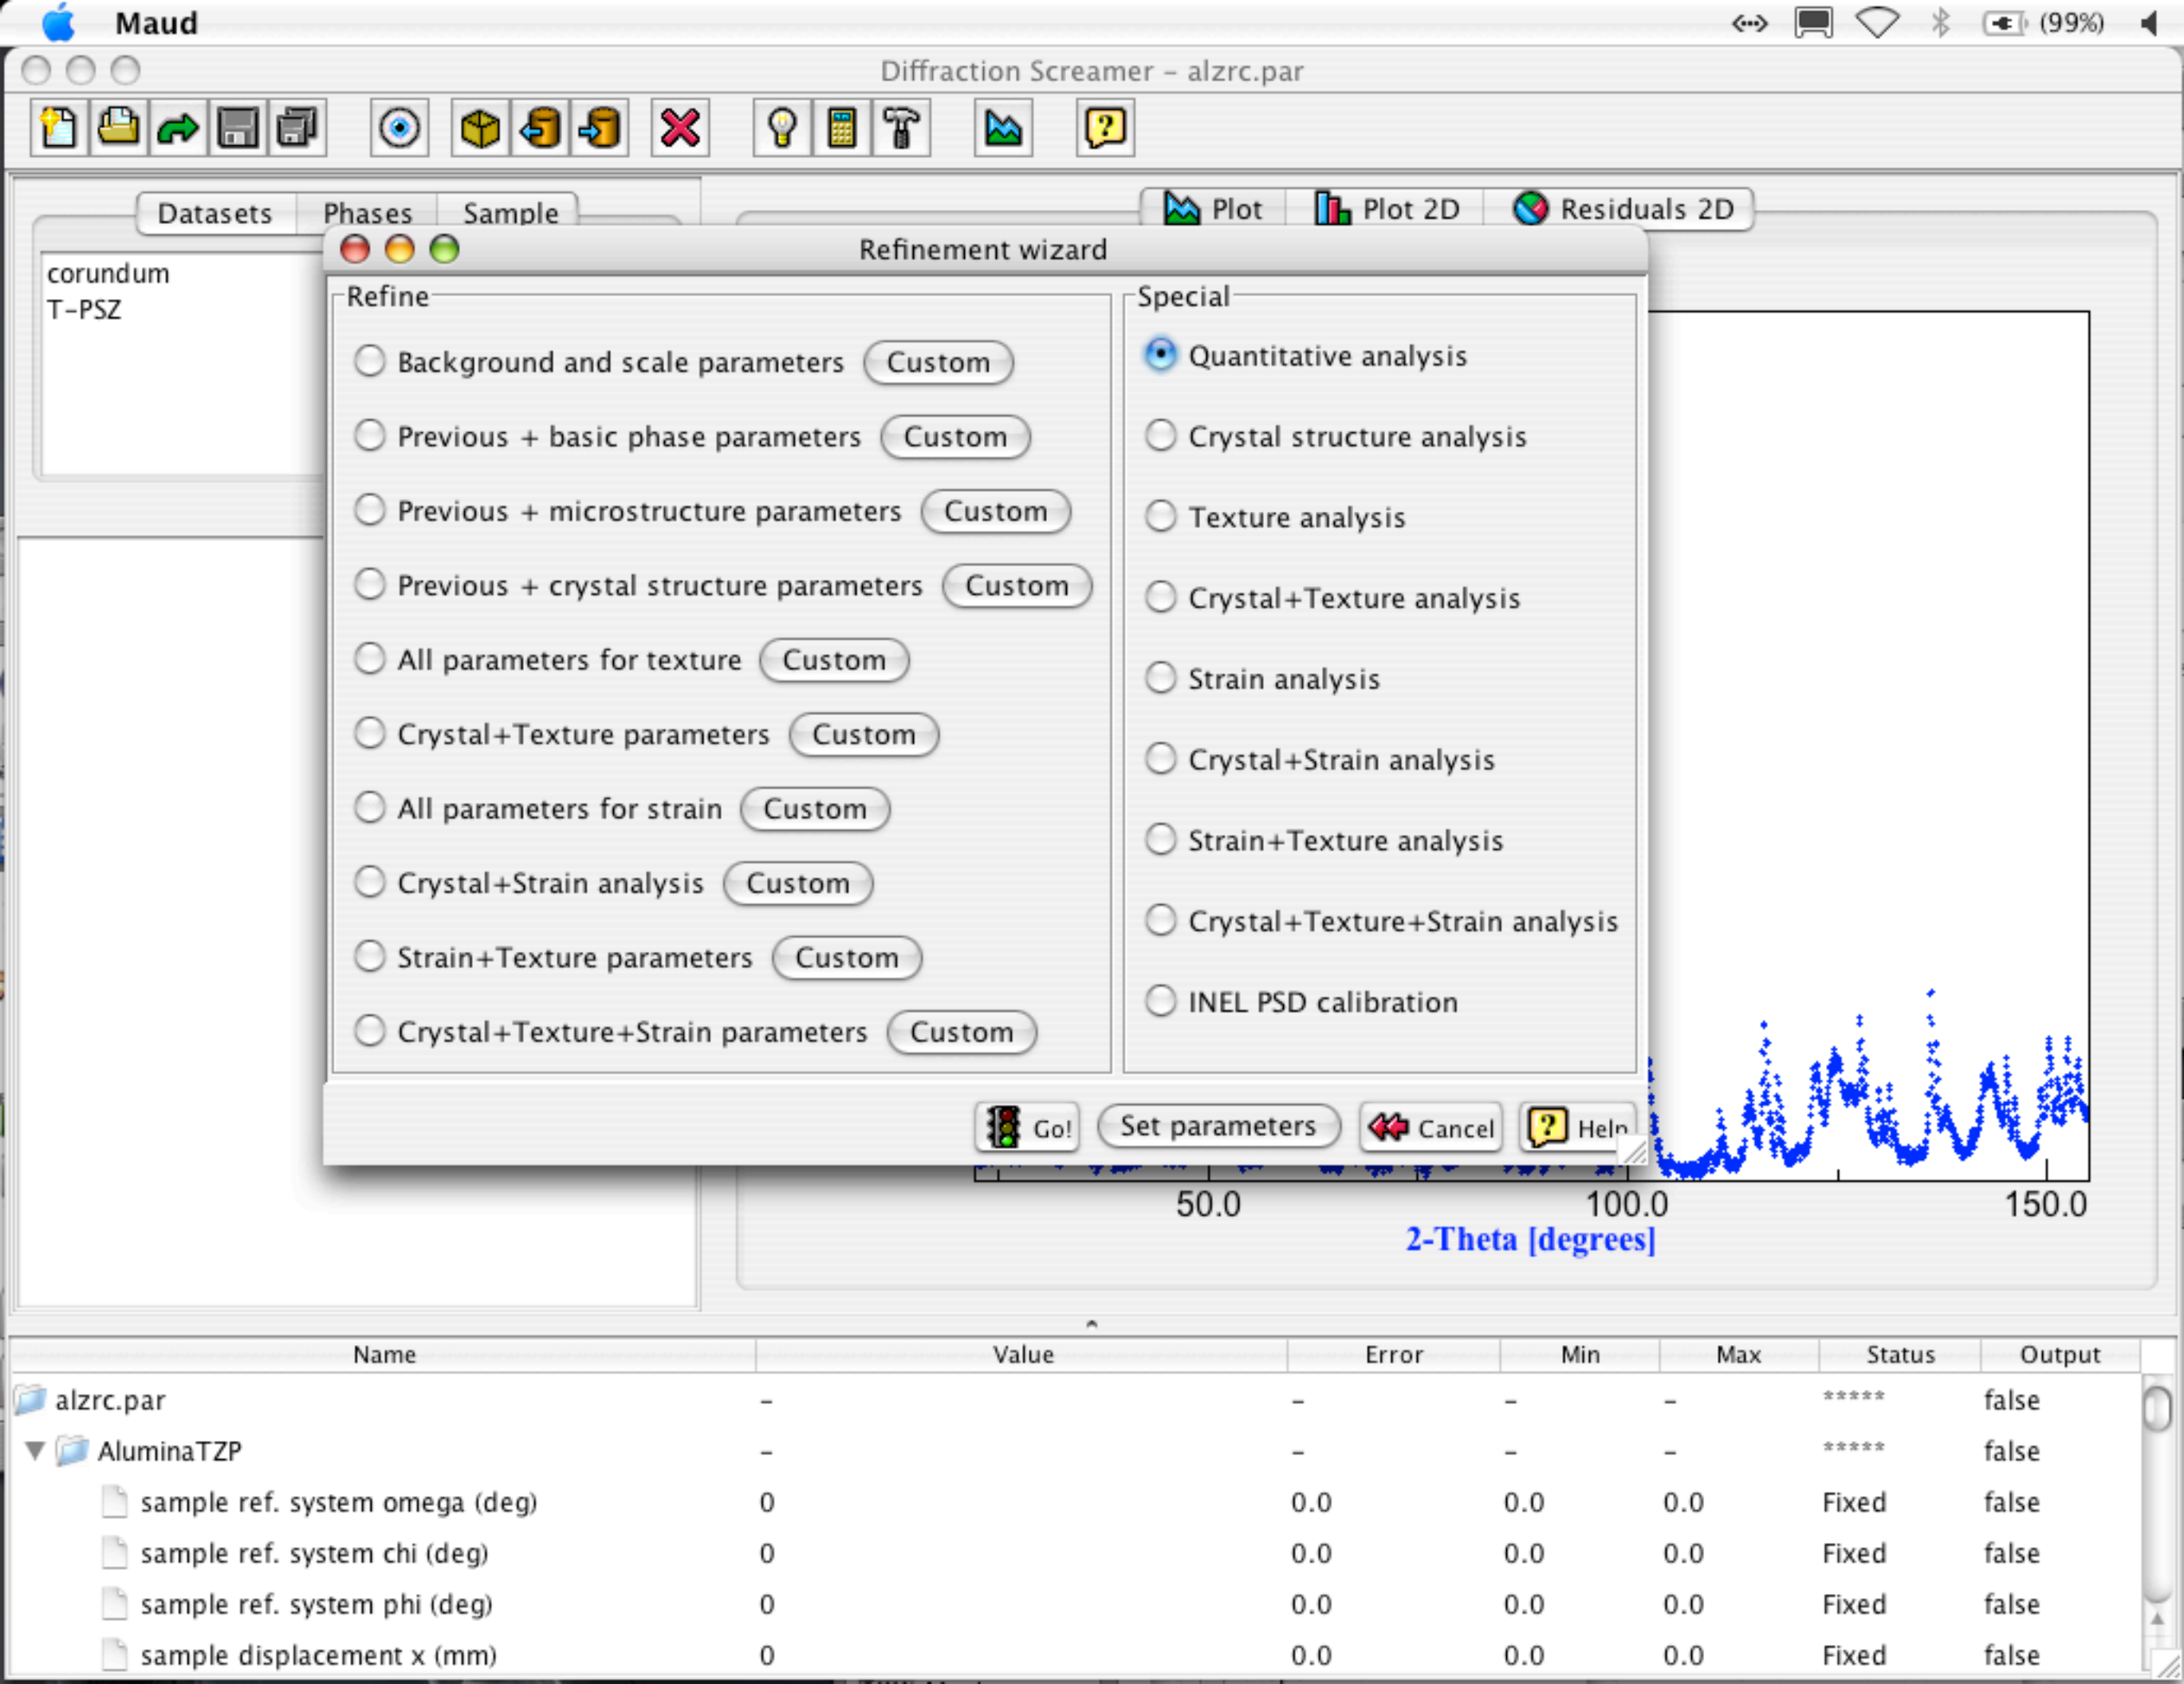 Maud
(99%)
Diffraction Screamer – alzrc.par
Datasets Phases Sample
Plot Plot 2D Residuals 2D
corundum
T-PSZ
Refinement wizard
Refine
Background and scale parameters Custom
Previous + basic phase parameters Custom
Previous + microstructure parameters Custom
Previous + crystal structure parameters Custom
All parameters for texture Custom
Crystal+Texture parameters Custom
All parameters for strain Custom
Crystal+Strain analysis Custom
Strain+Texture parameters Custom
Crystal+Texture+Strain parameters Custom
Special
Quantitative analysis
Crystal structure analysis
Texture analysis
Crystal+Texture analysis
Strain analysis
Crystal+Strain analysis
Strain+Texture analysis
Crystal+Texture+Strain analysis
INEL PSD calibration
Go! Set parameters Cancel ? Help
50.0 100.0 150.0
2-Theta [degrees]
Name Value Error Min Max Status Output
alzrc.par – – – – ***** false
AluminaTZP – – – – ***** false
sample ref. system omega (deg) 0 0.0 0.0 0.0 Fixed false
sample ref. system chi (deg) 0 0.0 0.0 0.0 Fixed false
sample ref. system phi (deg) 0 0.0 0.0 0.0 Fixed false
sample displacement x (mm) 0 0.0 0.0 0.0 Fixed false